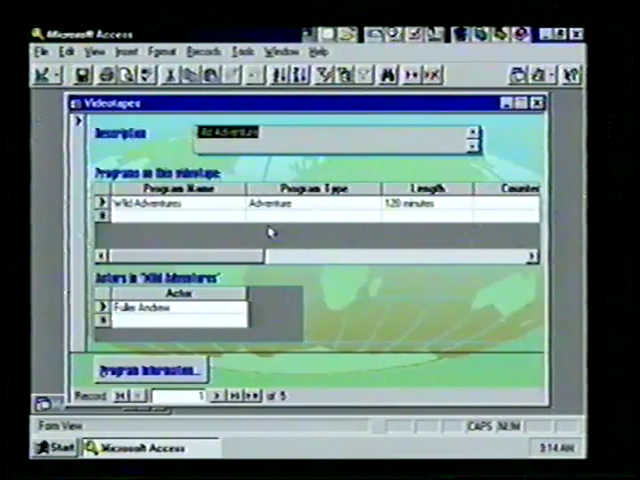 Microsoft Access
File Edit View Insert Format Records Tools Window Help
Videotapes
Description Wild Adventure
Programs on this videotape:
Program Name Program Type Length Counter
Wild Adventures Adventure 120 minutes
Actors in "Wild Adventures"
Actor
Fuller Andrew
Program Information...
Record: 1 of 5
Form View CAPS NUM
Start Microsoft Access 3:14 AM